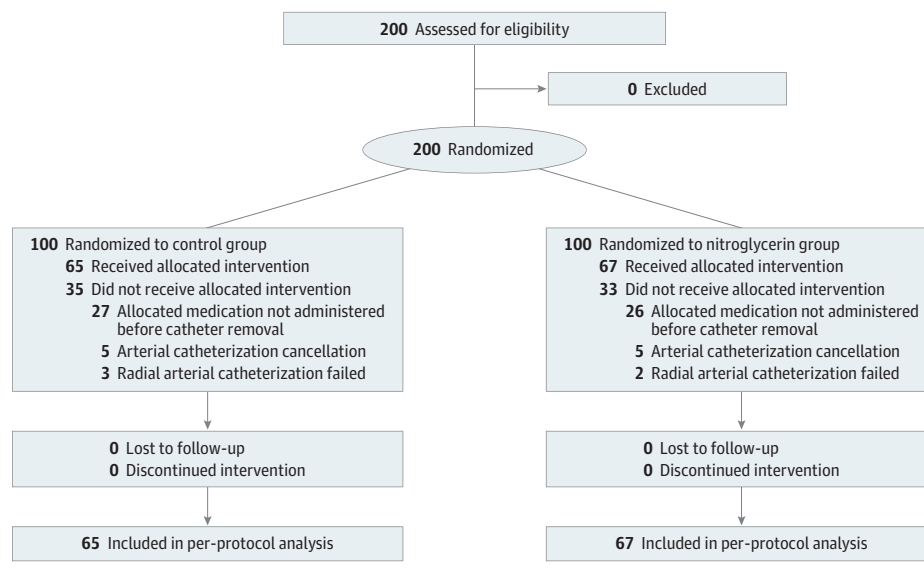 200 Assessed for eligibility
0 Excluded
200 Randomized
100 Randomized to control group
65 Received allocated intervention
35 Did not receive allocated intervention
27 Allocated medication not administered
before catheter removal
5 Arterial catheterization cancellation
3 Radial arterial catheterization failed
100 Randomized to nitroglycerin group
67 Received allocated intervention
33 Did not receive allocated intervention
26 Allocated medication not administered
before catheter removal
5 Arterial catheterization cancellation
2 Radial arterial catheterization failed
0 Lost to follow-up
0 Discontinued intervention
0 Lost to follow-up
0 Discontinued intervention
65 Included in per-protocol analysis
67 Included in per-protocol analysis